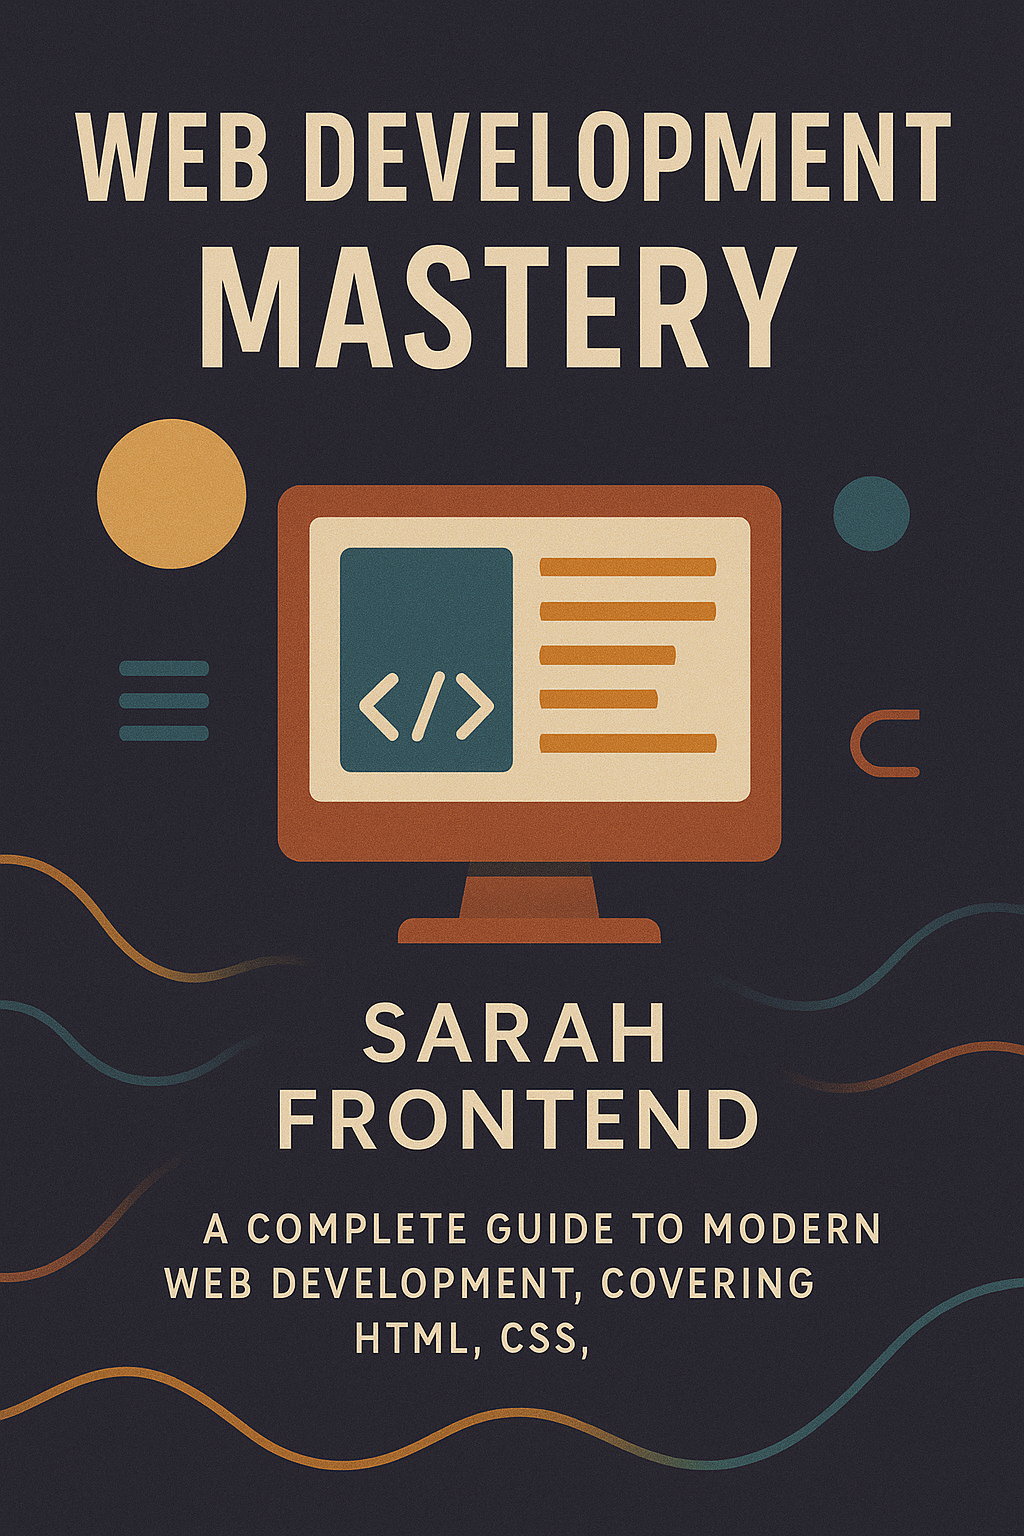 WEB DEVELOPMENT
MASTERY
</>
SARAH
FRONTEND
A COMPLETE GUIDE TO MODERN
WEB DEVELOPMENT, COVERING
HTML, CSS,